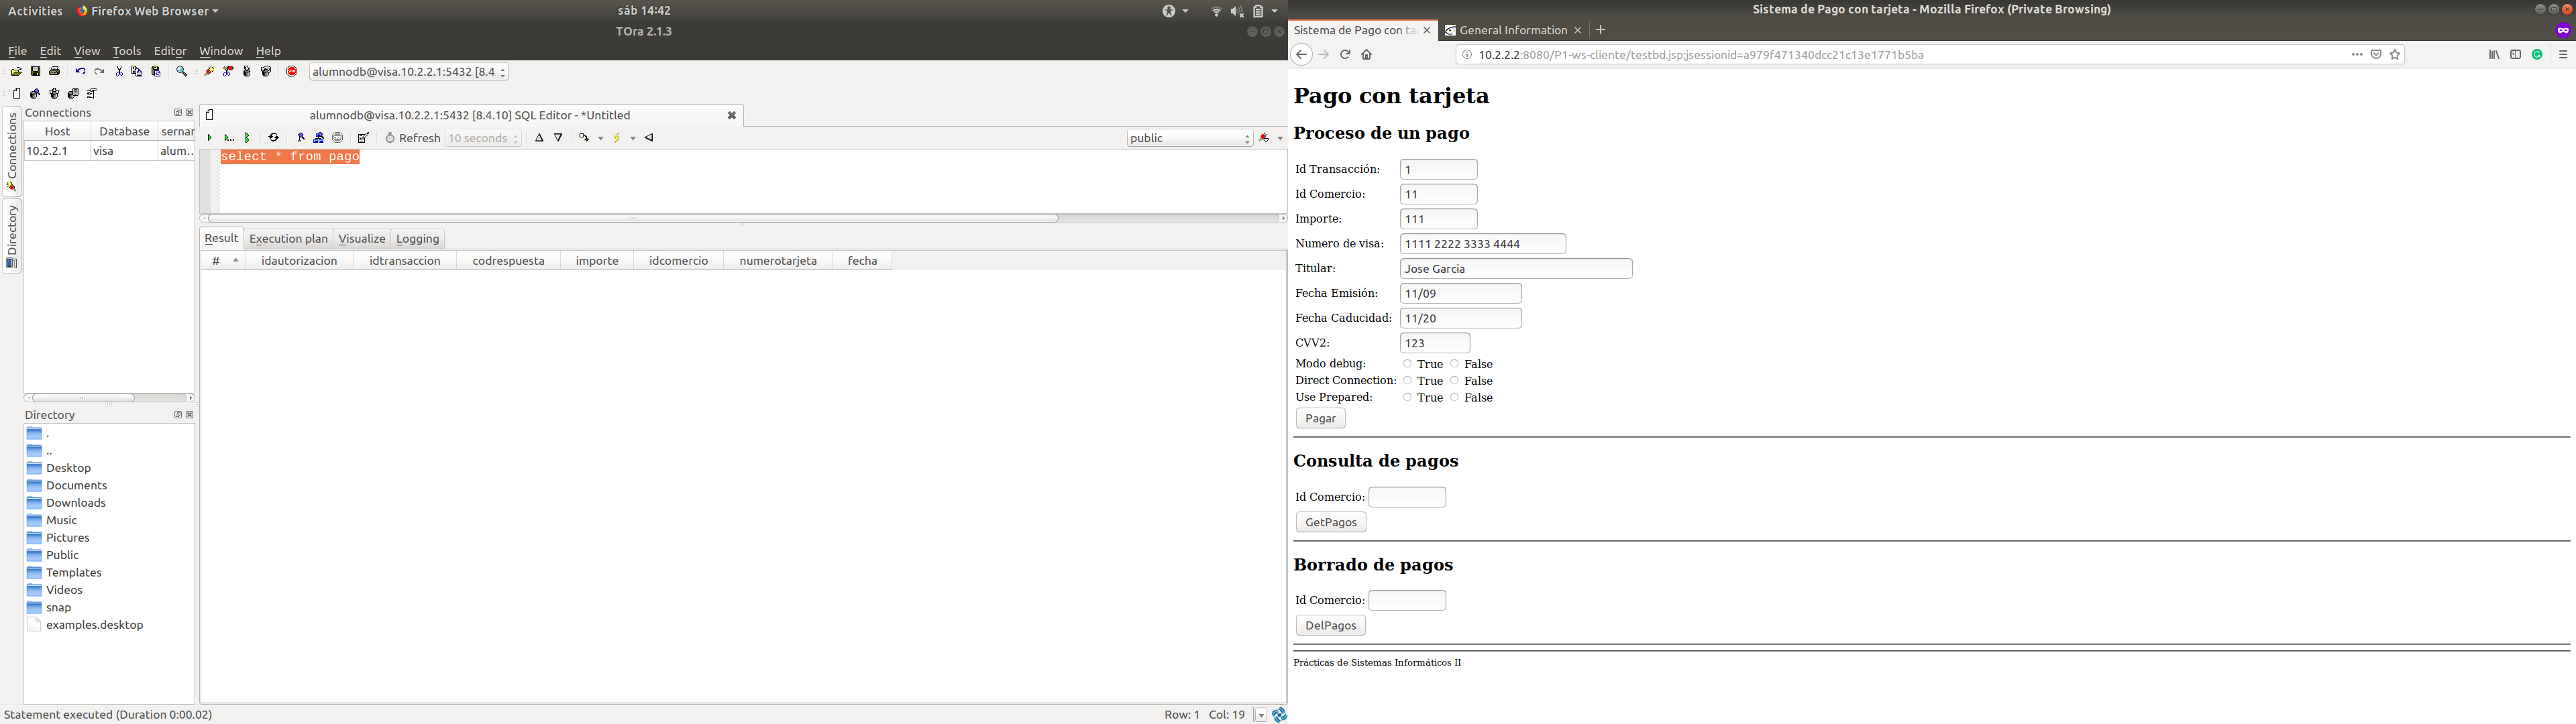 Activities Firefox Web Browser sáb 14:42
TOra 2.1.3
File Edit View Tools Editor Window Help
alumnodb@visa.10.2.2.1:5432 [8.4
Connections
Host Database sernar
10.2.2.1 visa alum...
Connections
Directory
alumnodb@visa.10.2.2.1:5432 [8.4.10] SQL Editor - *Untitled
Refresh 10 seconds public
select * from pago
Result Execution plan Visualize Logging
# idautorizacion idtransaccion codrespuesta importe idcomercio numerotarjeta fecha
Directory
.
..
Desktop
Documents
Downloads
Music
Pictures
Public
Templates
Videos
snap
examples.desktop
Statement executed (Duration 0:00.02) Row: 1 Col: 19
Sistema de Pago con tarjeta - Mozilla Firefox (Private Browsing)
Sistema de Pago con ta General Information
10.2.2.2:8080/P1-ws-cliente/testbd.jsp;jsessionid=a979f471340dcc21c13e1771b5ba
Pago con tarjeta
Proceso de un pago
Id Transacción: 1
Id Comercio: 11
Importe: 111
Numero de visa: 1111 2222 3333 4444
Titular: Jose Garcia
Fecha Emisión: 11/09
Fecha Caducidad: 11/20
CVV2: 123
Modo debug: True False
Direct Connection: True False
Use Prepared: True False
Pagar
Consulta de pagos
Id Comercio:
GetPagos
Borrado de pagos
Id Comercio:
DelPagos
Prácticas de Sistemas Informáticos II